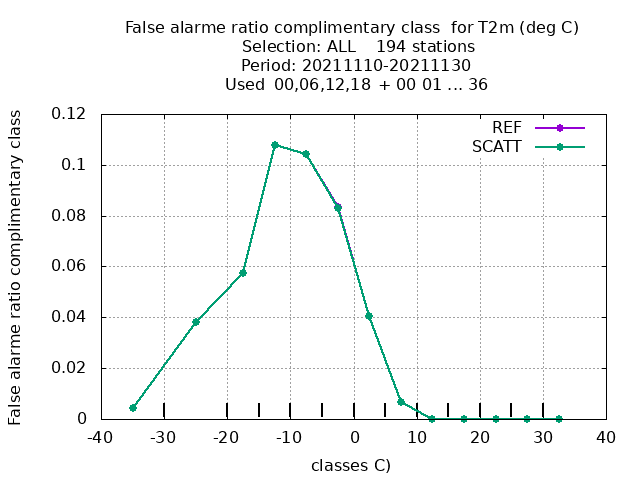 False alarme ratio complimentary class  for T2m (deg C)
Selection: ALL    194 stations
Period: 20211110-20211130
Used  00,06,12,18  + 00 01 ... 36
False alarme ratio complimentary class
0.12
0.1
0.08
0.06
0.04
0.02
0
REF
SCATT
-40 -30 -20 -10 0 10 20 30 40
classes C)